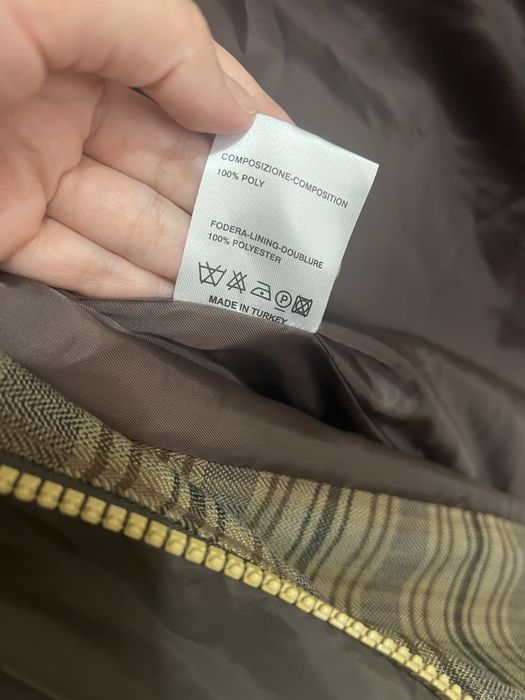 COMPOSIZIONE-COMPOSITION
100% POLY
FODERA-LINING-DOUBLURE
100% POLYESTER
P
MADE IN TURKEY